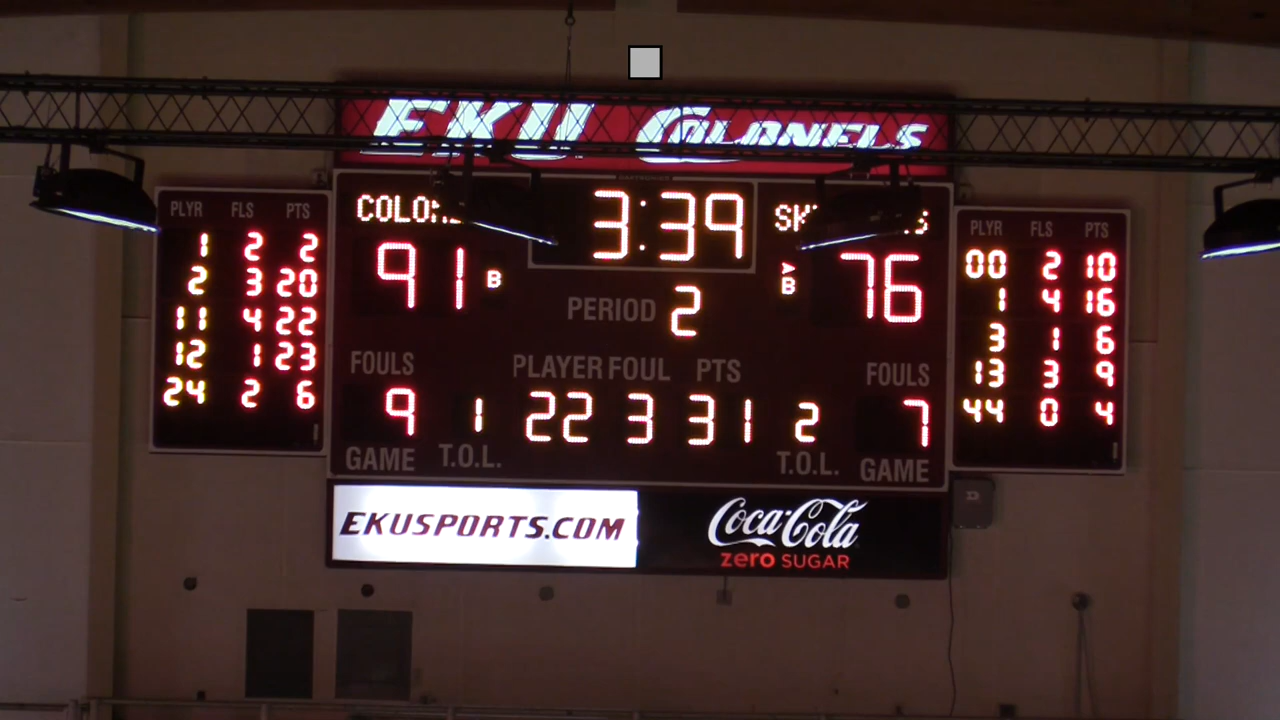 EKU COLONELS
3:39
91 B
B 76
PERIOD 2
PLYR FLS PTS
1 2 2
2 3 20
11 4 22
12 1 23
24 2 6
FOULS
PLAYER FOUL PTS
FOULS
9 1 22 3 31 2 7
GAME T.O.L. T.O.L. GAME
PLYR FLS PTS
00 2 10
1 4 16
3 1 6
13 3 9
44 0 4
EKUSPORTS.COM
Coca-Cola
zero SUGAR